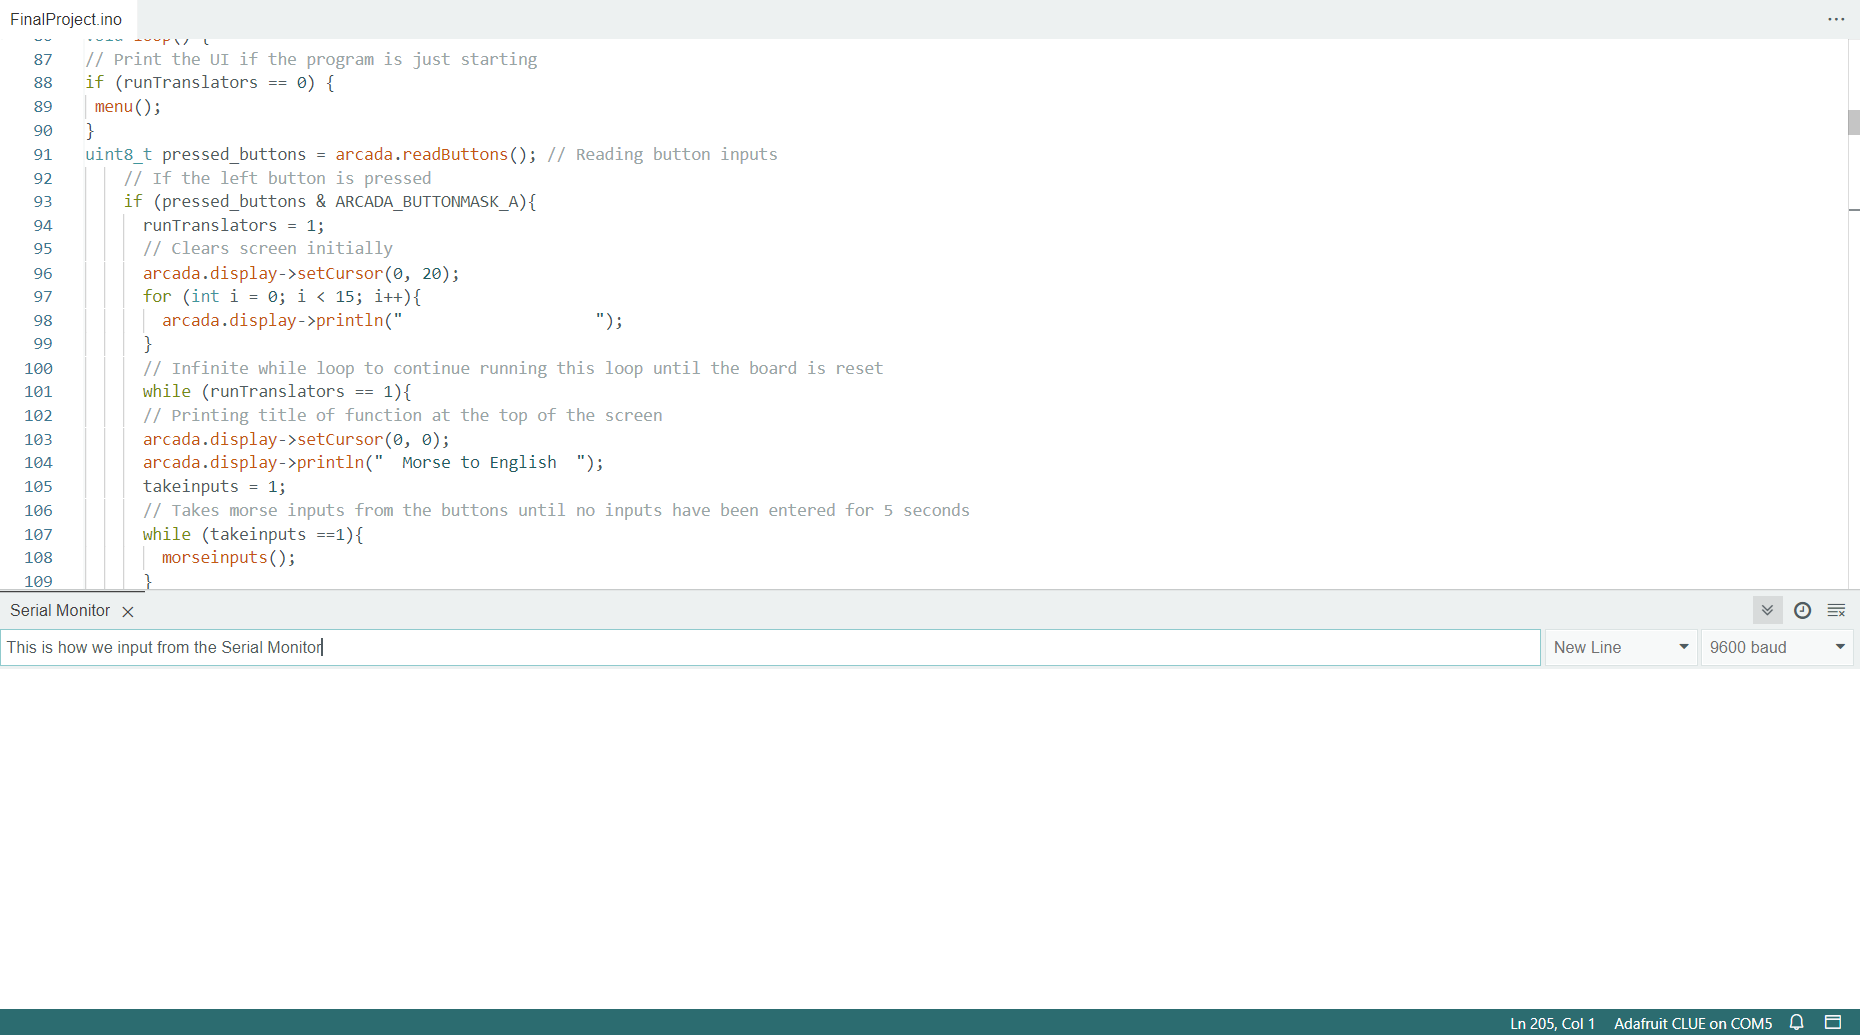 FinalProject.ino
86 void loop() {
87 // Print the UI if the program is just starting
88 if (runTranslators == 0) {
89 menu();
90 }
91 uint8_t pressed_buttons = arcada.readButtons(); // Reading button inputs
92 // If the left button is pressed
93 if (pressed_buttons & ARCADA_BUTTONMASK_A){
94 runTranslators = 1;
95 // Clears screen initially
96 arcada.display->setCursor(0, 20);
97 for (int i = 0; i < 15; i++){
98 arcada.display->println("                    ");
99 }
100 // Infinite while loop to continue running this loop until the board is reset
101 while (runTranslators == 1){
102 // Printing title of function at the top of the screen
103 arcada.display->setCursor(0, 0);
104 arcada.display->println("  Morse to English  ");
105 takeinputs = 1;
106 // Takes morse inputs from the buttons until no inputs have been entered for 5 seconds
107 while (takeinputs ==1){
108 morseinputs();
109 }
Serial Monitor
This is how we input from the Serial Monitor
New Line
9600 baud
Ln 205, Col 1 Adafruit CLUE on COM5